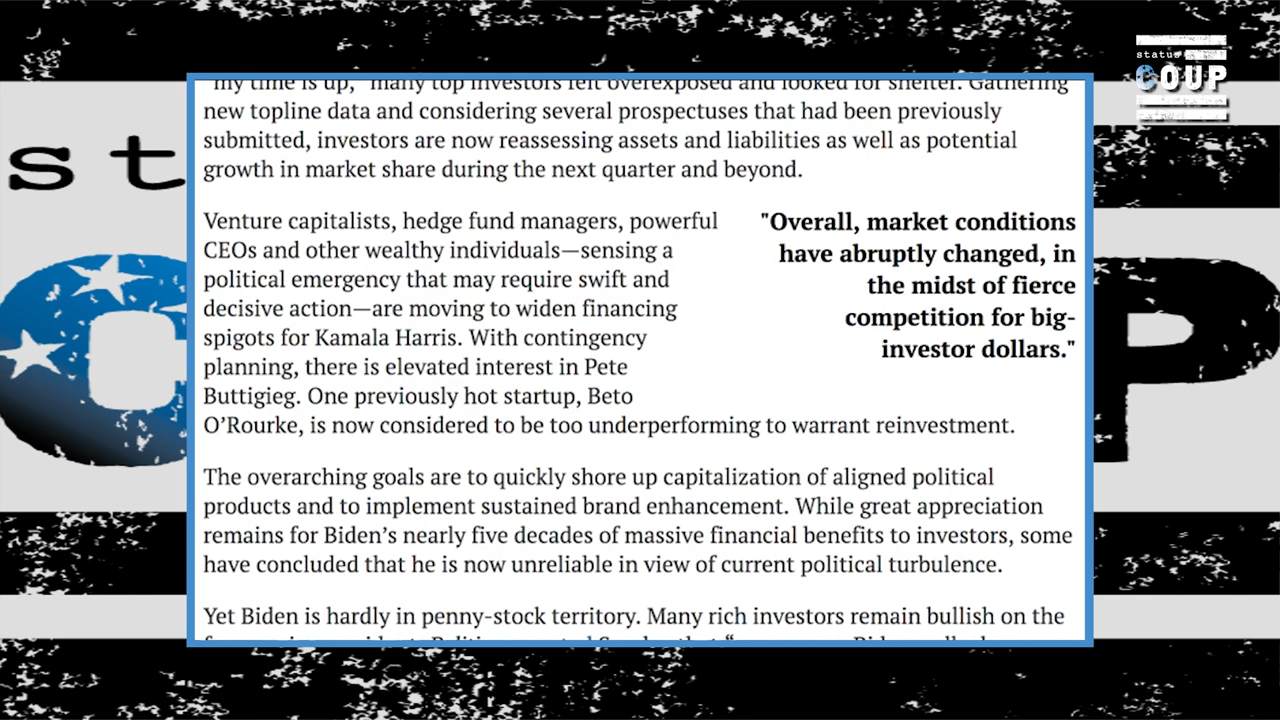 status
COUP
st
P
"my time is up," many top investors felt overexposed and looked for shelter. Gathering
new topline data and considering several prospectuses that had been previously
submitted, investors are now reassessing assets and liabilities as well as potential
growth in market share during the next quarter and beyond.
Venture capitalists, hedge fund managers, powerful
CEOs and other wealthy individuals—sensing a
political emergency that may require swift and
decisive action—are moving to widen financing
spigots for Kamala Harris. With contingency
planning, there is elevated interest in Pete
Buttigieg. One previously hot startup, Beto
O’Rourke, is now considered to be too underperforming to warrant reinvestment.
"Overall, market conditions
have abruptly changed, in
the midst of fierce
competition for big-
investor dollars."
The overarching goals are to quickly shore up capitalization of aligned political
products and to implement sustained brand enhancement. While great appreciation
remains for Biden’s nearly five decades of massive financial benefits to investors, some
have concluded that he is now unreliable in view of current political turbulence.
Yet Biden is hardly in penny-stock territory. Many rich investors remain bullish on the